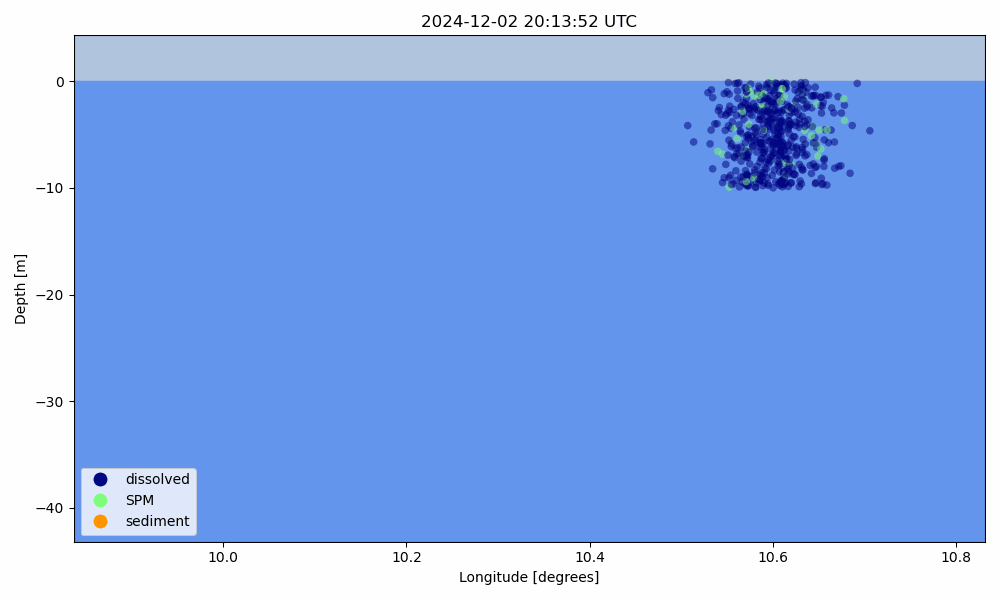 2024-12-02 20:13:52 UTC
0
−10
−20
−30
−40
Depth [m]
dissolved
SPM
sediment
10.0 10.2 10.4 10.6 10.8
Longitude [degrees]